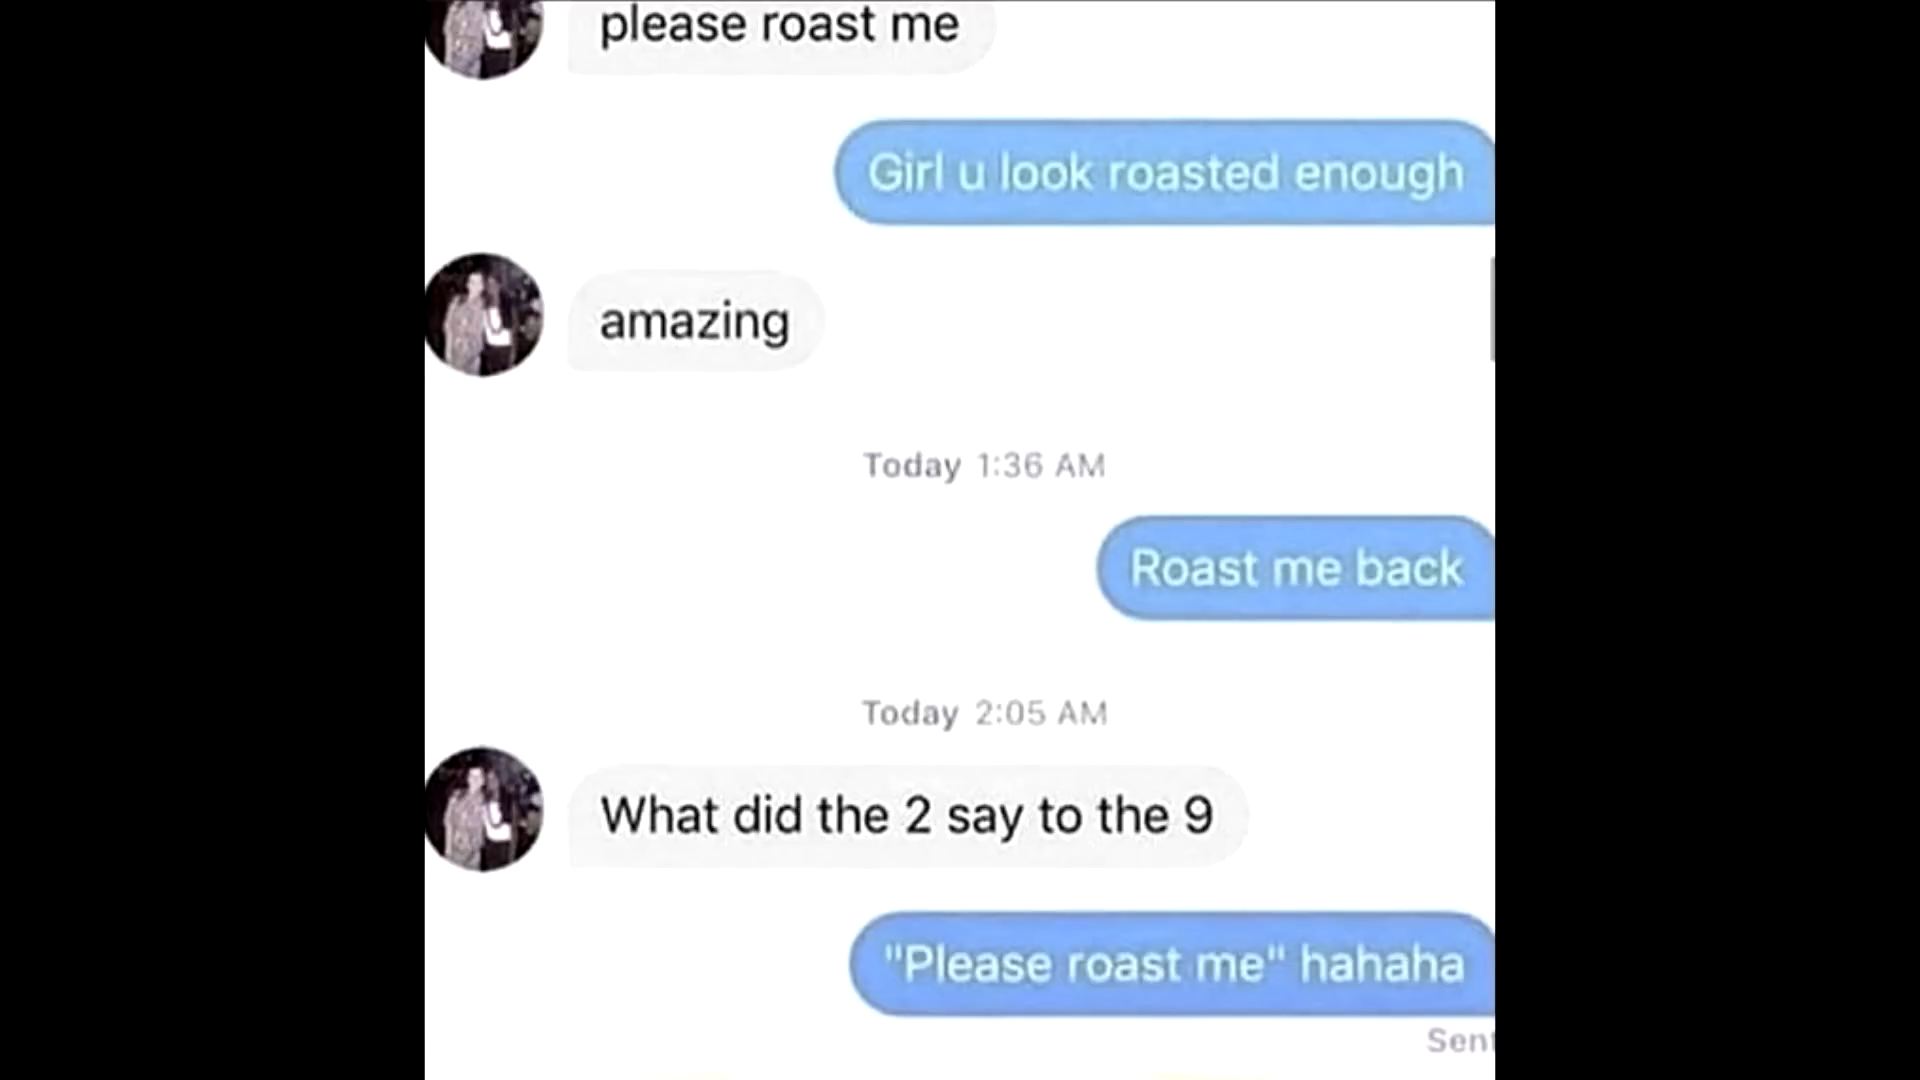 please roast me
Girl u look roasted enough
amazing
Today 1:36 AM
Roast me back
Today 2:05 AM
What did the 2 say to the 9
"Please roast me" hahaha
Sent